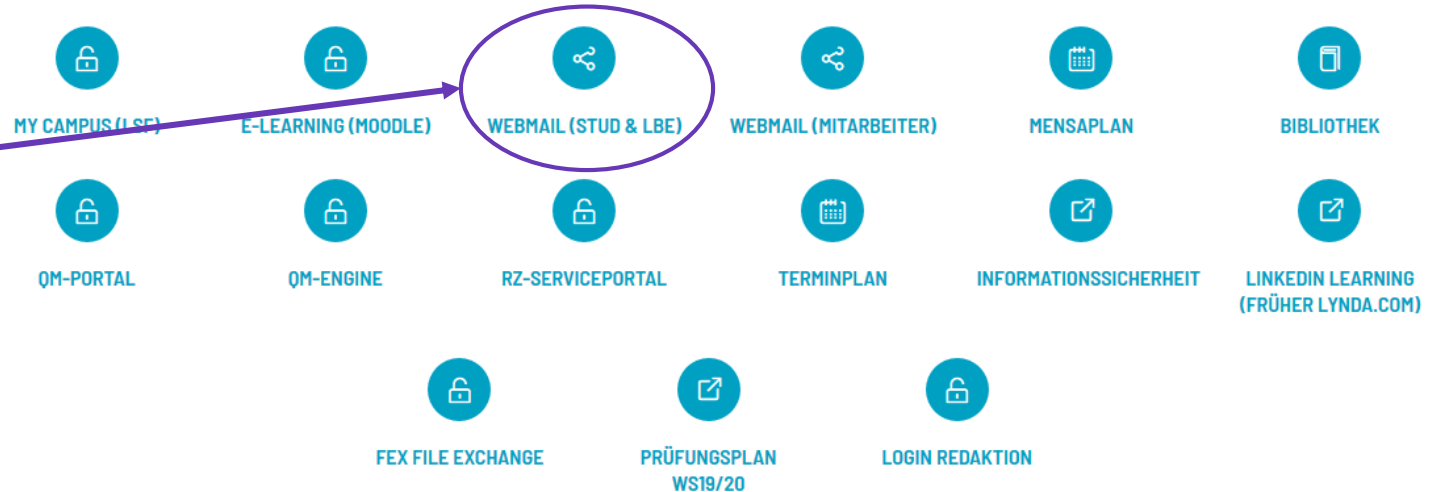 MY CAMPUS (LSF)
E-LEARNING (MOODLE)
WEBMAIL (STUD & LBE)
WEBMAIL (MITARBEITER)
MENSAPLAN
BIBLIOTHEK
QM-PORTAL
QM-ENGINE
RZ-SERVICEPORTAL
TERMINPLAN
INFORMATIONSSICHERHEIT
LINKEDIN LEARNING
(FRÜHER LYNDA.COM)
FEX FILE EXCHANGE
PRÜFUNGSPLAN
WS19/20
LOGIN REDAKTION